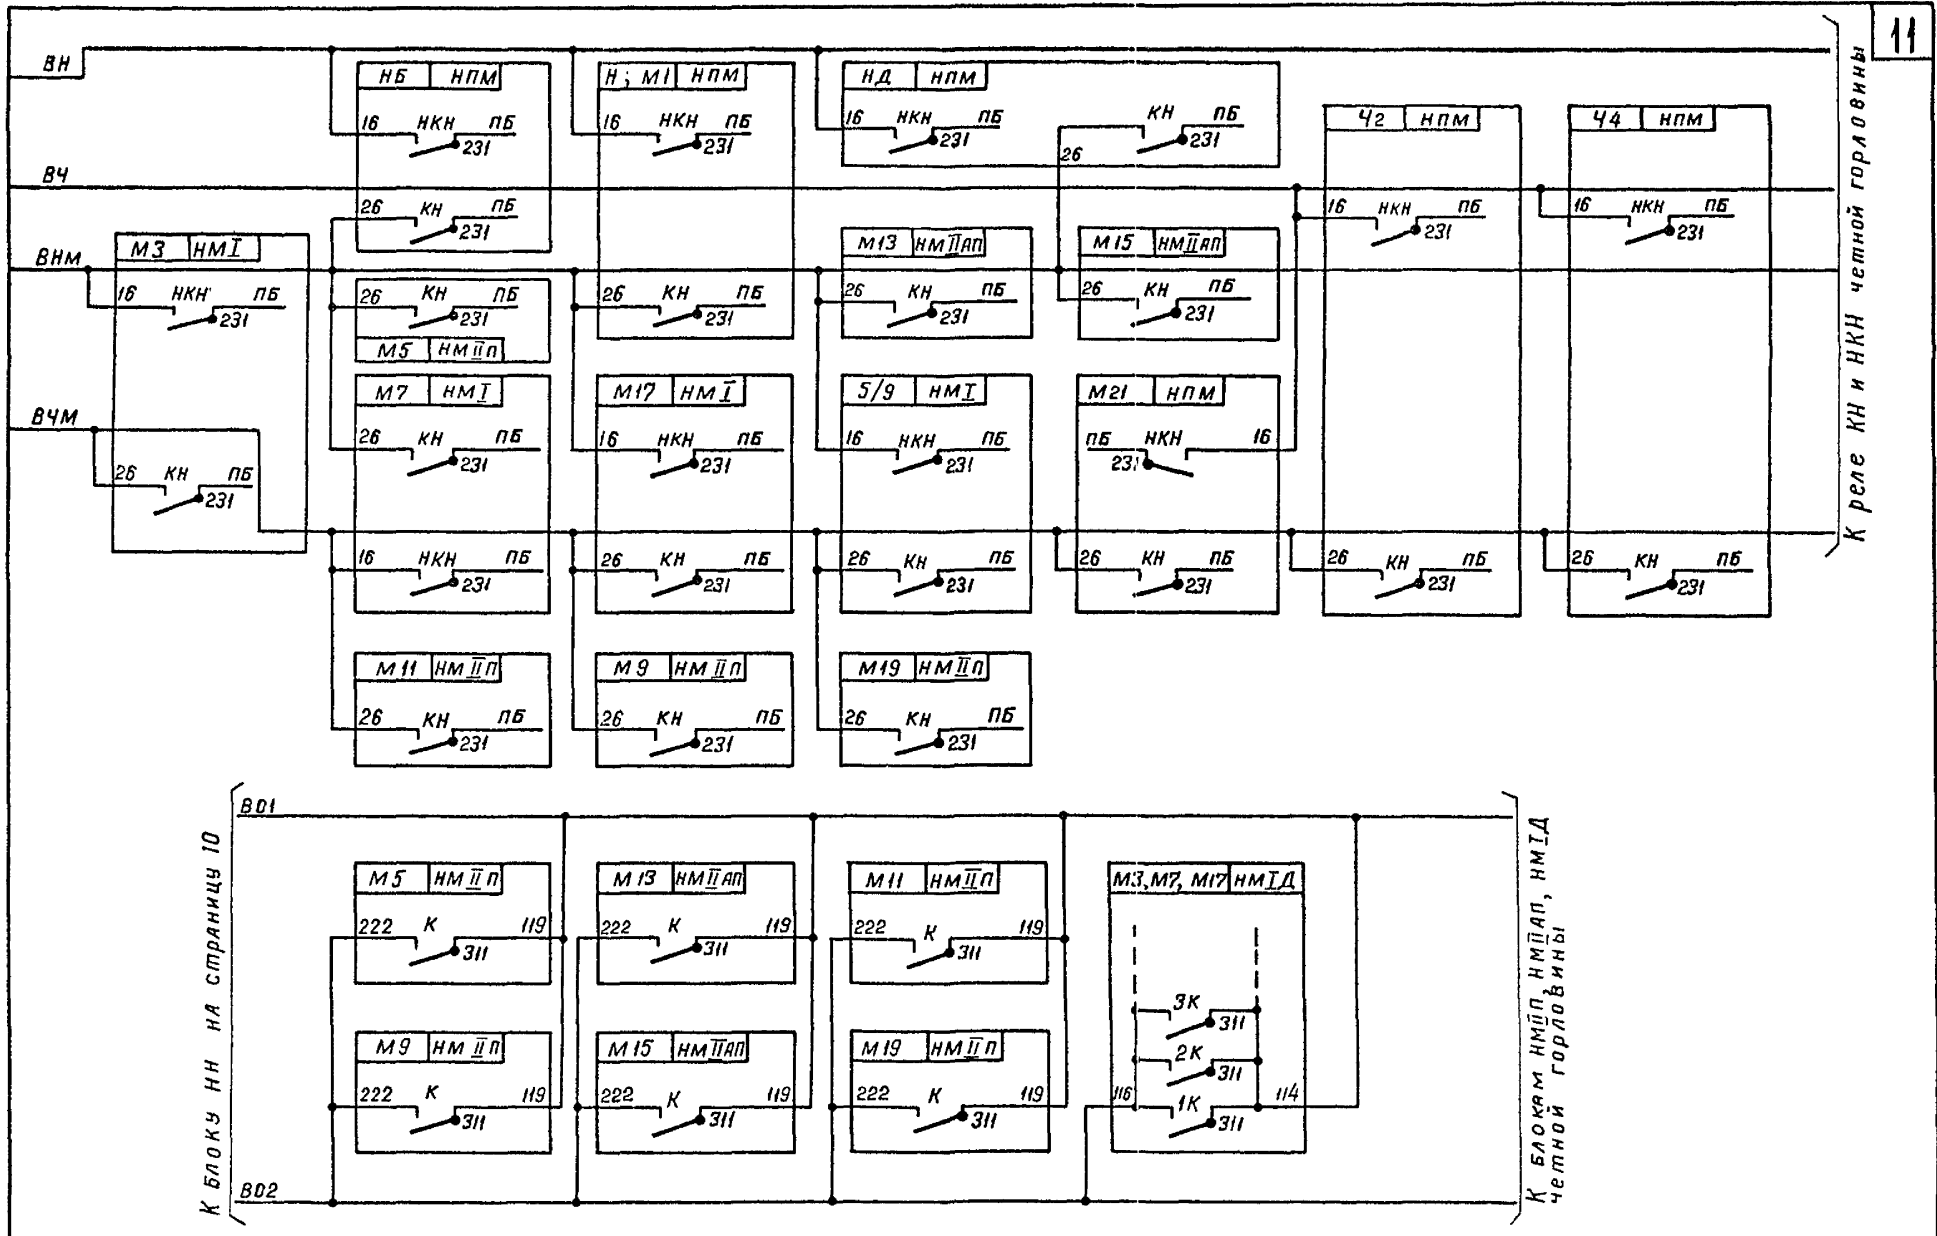 11
ВН
НБ НПМ
16 НКН ПБ
231
26 КН ПБ
231
Н; М1 НПМ
16 НКН ПБ
231
26 КН ПБ
231
НД НПМ
16 НКН ПБ
231
26 КН ПБ
231
Ч2 НПМ
16 НКН ПБ
231
26 КН ПБ
231
Ч4 НПМ
16 НКН ПБ
231
26 КН ПБ
231
ВЧ
ВНМ
М3 НМI
16 НКН ПБ
231
26 КН ПБ
231
26 КН ПБ
231
М5 НМIIП
М13 НМIIАП
26 КН ПБ
231
М15 НМIIАП
26 КН ПБ
231
ВЧМ
М7 НМI
26 КН ПБ
231
16 НКН ПБ
231
М17 НМI
16 НКН ПБ
231
26 КН ПБ
231
5/9 НМI
16 НКН ПБ
231
26 КН ПБ
231
М21 НПМ
ПБ НКН 16
231
26 КН ПБ
231
М11 НМIIП
26 КН ПБ
231
М9 НМIIП
26 КН ПБ
231
М19 НМIIП
26 КН ПБ
231
К реле КН и НКН четной горловины
К БЛОКУ НН НА СТРАНИЦУ 10
В01
М5 НМIIП
222 К 119
311
М13 НМIIАП
222 К 119
311
М11 НМIIП
222 К 119
311
М3, М7, М17 НМIД
3К
311
2К
311
116 1К 114
311
М9 НМIIП
222 К 119
311
М15 НМIIАП
222 К 119
311
М19 НМIIП
222 К 119
311
В02
К БЛОКАМ НМIIП, НМIIАП, НМIД
четной горловины